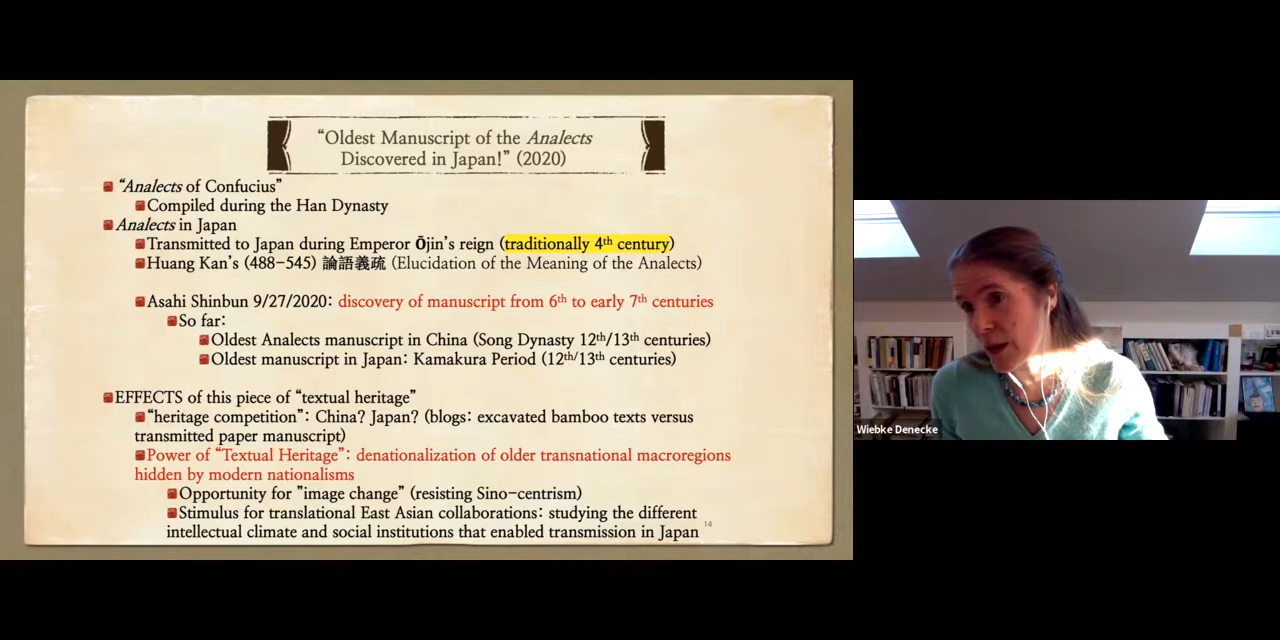 “Oldest Manuscript of the Analects
Discovered in Japan!” (2020)
“Analects of Confucius”
Compiled during the Han Dynasty
Analects in Japan
Transmitted to Japan during Emperor Ōjin’s reign (traditionally 4th century)
Huang Kan’s (488-545) 論語義疏 (Elucidation of the Meaning of the Analects)
Asahi Shinbun 9/27/2020: discovery of manuscript from 6th to early 7th centuries
So far:
Oldest Analects manuscript in China (Song Dynasty 12th/13th centuries)
Oldest manuscript in Japan: Kamakura Period (12th/13th centuries)
EFFECTS of this piece of “textual heritage”
“heritage competition”: China? Japan? (blogs: excavated bamboo texts versus
transmitted paper manuscript)
Power of “Textual Heritage”: denationalization of older transnational macroregions
hidden by modern nationalisms
Opportunity for ”image change” (resisting Sino-centrism)
Stimulus for translational East Asian collaborations: studying the different
intellectual climate and social institutions that enabled transmission in Japan
14
Wiebke Denecke